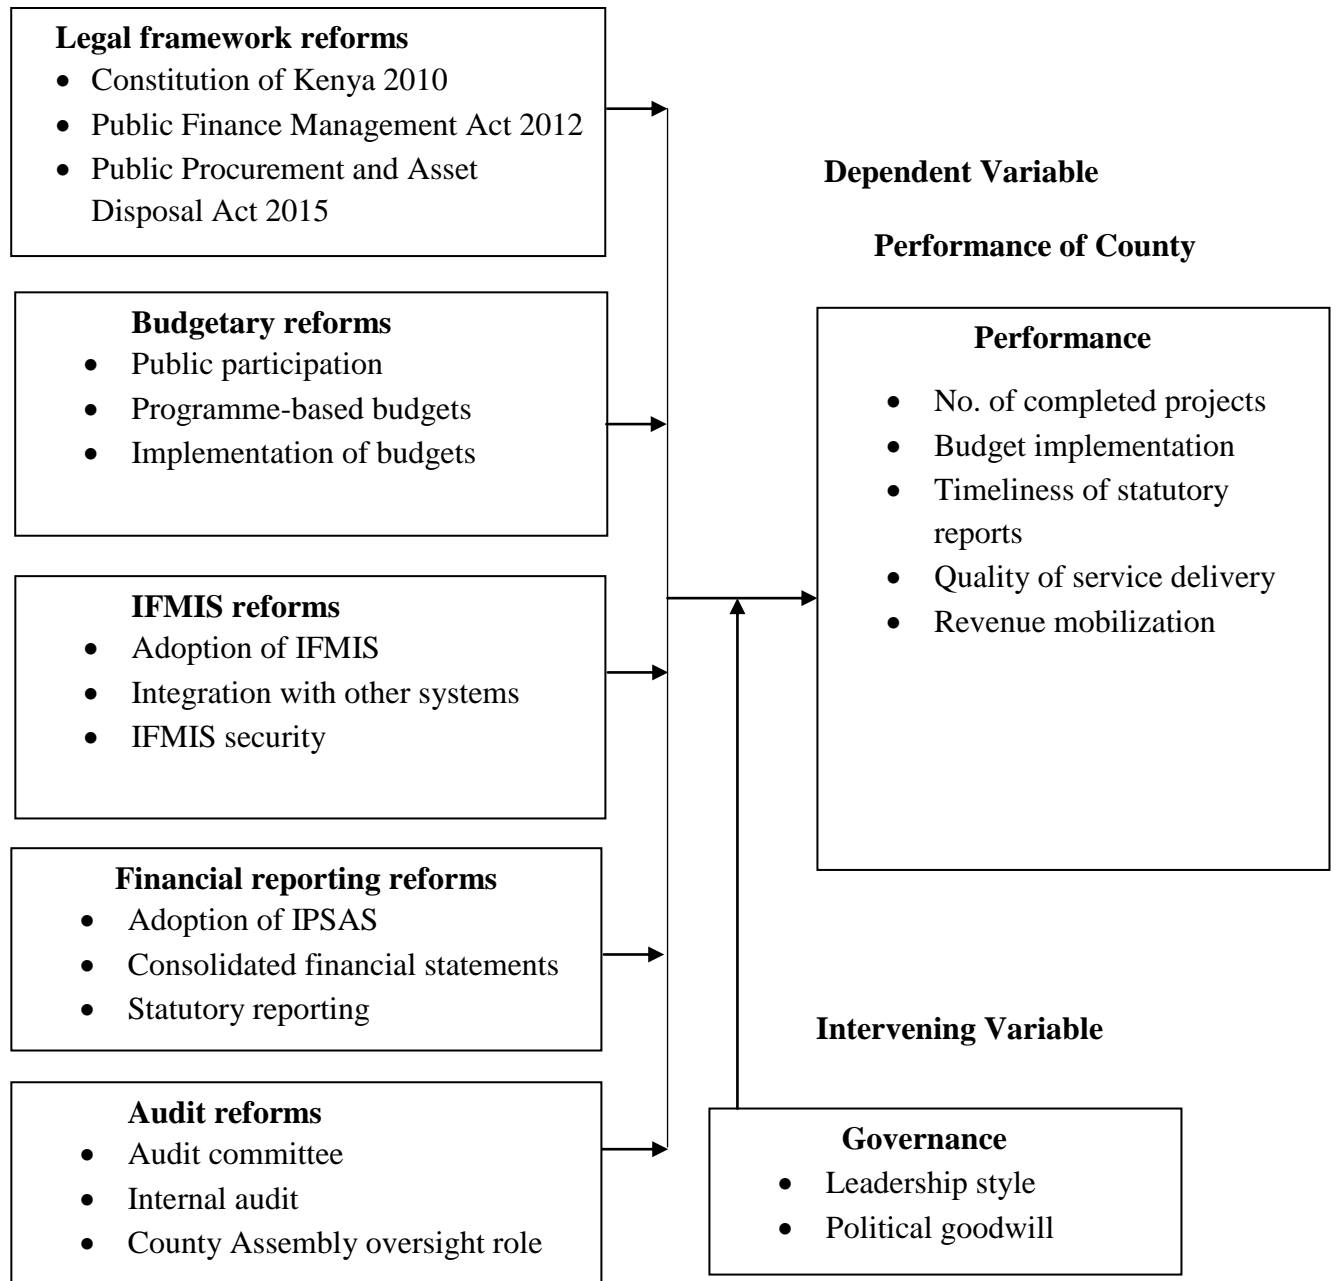 Legal framework reforms
• Constitution of Kenya 2010
• Public Finance Management Act 2012
• Public Procurement and Asset
Disposal Act 2015
Budgetary reforms
• Public participation
• Programme-based budgets
• Implementation of budgets
IFMIS reforms
• Adoption of IFMIS
• Integration with other systems
• IFMIS security
Financial reporting reforms
• Adoption of IPSAS
• Consolidated financial statements
• Statutory reporting
Audit reforms
• Audit committee
• Internal audit
• County Assembly oversight role
Dependent Variable
Performance of County
Performance
• No. of completed projects
• Budget implementation
• Timeliness of statutory
reports
• Quality of service delivery
• Revenue mobilization
Intervening Variable
Governance
• Leadership style
• Political goodwill